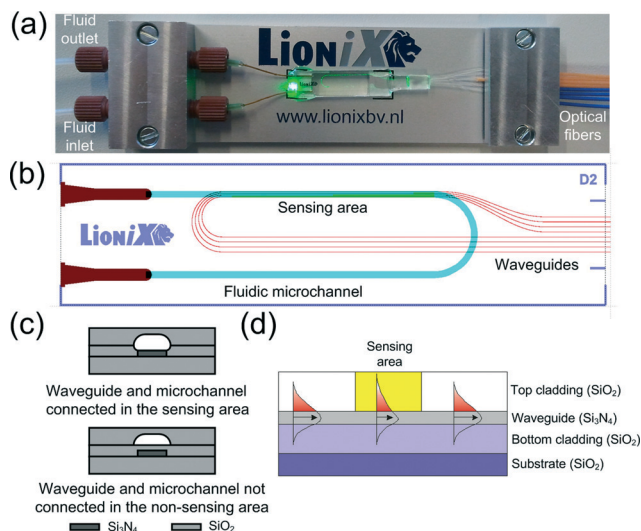 (a)
Fluid
outlet
LioniX
Fluid
inlet
www.lionixbv.nl
Optical
fibers
(b)
D2
Sensing area
LioniX
Waveguides
Fluidic microchannel
(c)
Waveguide and microchannel
connected in the sensing area
Waveguide and microchannel not
connected in the non-sensing area
Si₃N₄
SiO₂
(d)
Sensing
area
Top cladding (SiO₂)
Waveguide (Si₃N₄)
Bottom cladding (SiO₂)
Substrate (SiO₂)